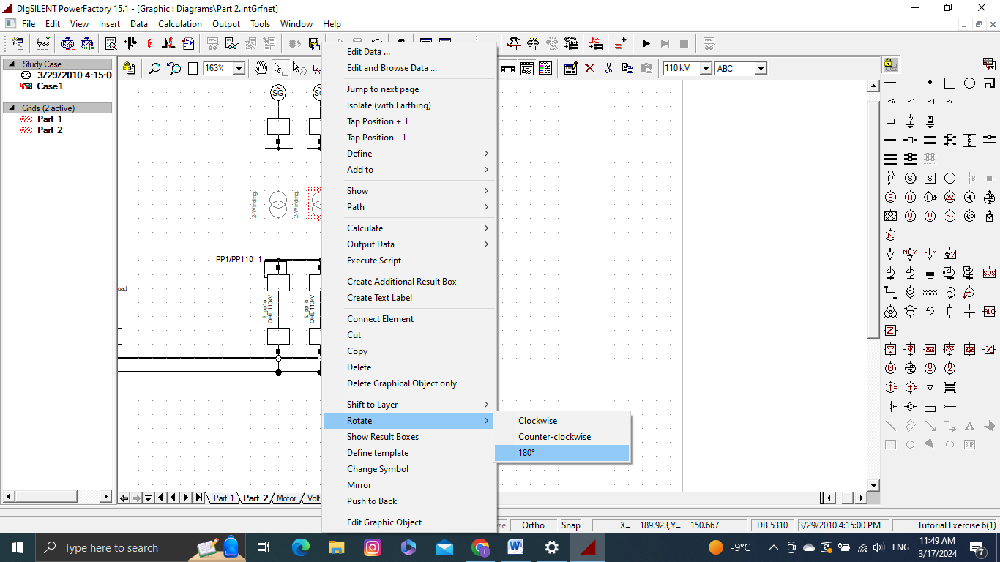 DIgSILENT PowerFactory 15.1 - [Graphic : Diagrams\Part 2.IntGrfnet]
File Edit View Insert Data Calculation Output Tools Window Help
Study Case
3/29/2010 4:15:0
Case1
Grids (2 active)
Part 1
Part 2
163%
110 kV
ABC
SG
2-Winding..
2-Winding..
PP1/PP110_1
L_pp1a
OHL 110kV
L_pp1b
OHL 110kV
oad
Edit Data ...
Edit and Browse Data ...
Jump to next page
Isolate (with Earthing)
Tap Position + 1
Tap Position - 1
Define
Add to
Show
Path
Calculate
Output Data
Execute Script
Create Additional Result Box
Create Text Label
Connect Element
Cut
Copy
Delete
Delete Graphical Object only
Shift to Layer
Rotate
Show Result Boxes
Define template
Change Symbol
Mirror
Push to Back
Edit Graphic Object
Clockwise
Counter-clockwise
180°
SVS
RLC
Z
BMP
Part 1 Part 2 Motor Volta
ze Ortho Snap X= 189.923,Y= 150.667 DB 5310 3/29/2010 4:15:00 PM Tutorial Exercise 6(1)
Type here to search
-9°C
ENG
11:49 AM
3/17/2024
7